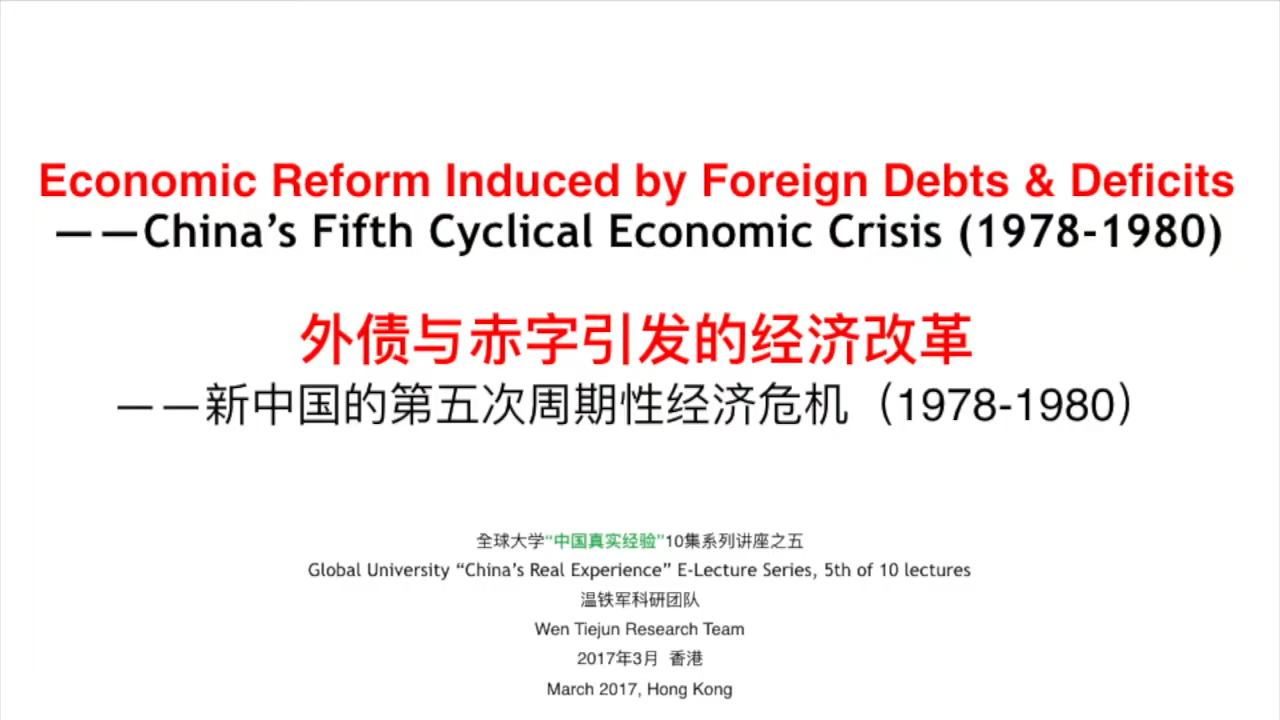 Economic Reform Induced by Foreign Debts & Deficits
——China’s Fifth Cyclical Economic Crisis (1978-1980)
外债与赤字引发的经济改革
——新中国的第五次周期性经济危机（1978-1980）
全球大学“中国真实经验”10集系列讲座之五
Global University “China’s Real Experience” E-Lecture Series, 5th of 10 lectures
温铁军科研团队
Wen Tiejun Research Team
2017年3月 香港
March 2017, Hong Kong